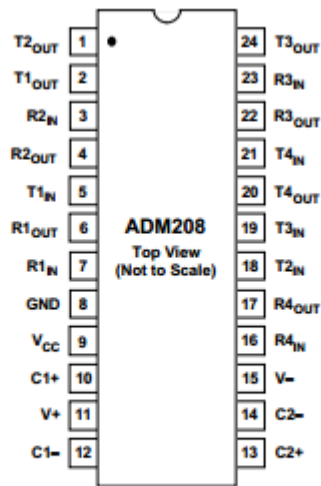 T2OUT 1 24 T3OUT
T1OUT 2 23 R3IN
R2IN 3 22 R3OUT
R2OUT 4 21 T4IN
T1IN 5 20 T4OUT
R1OUT 6 ADM208 19 T3IN
Top View
R1IN 7 (Not to Scale) 18 T2IN
GND 8 17 R4OUT
VCC 9 16 R4IN
C1+ 10 15 V–
V+ 11 14 C2–
C1– 12 13 C2+